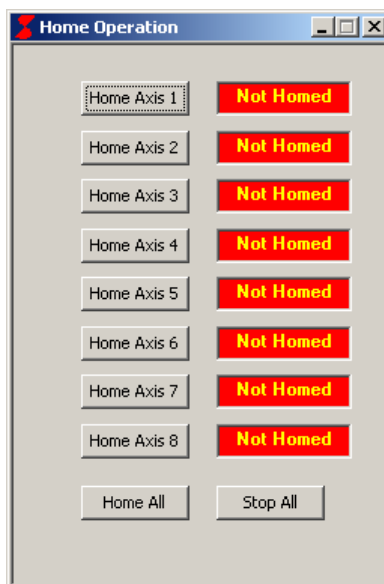 Home Operation
Home Axis 1 Not Homed
Home Axis 2 Not Homed
Home Axis 3 Not Homed
Home Axis 4 Not Homed
Home Axis 5 Not Homed
Home Axis 6 Not Homed
Home Axis 7 Not Homed
Home Axis 8 Not Homed
Home All Stop All